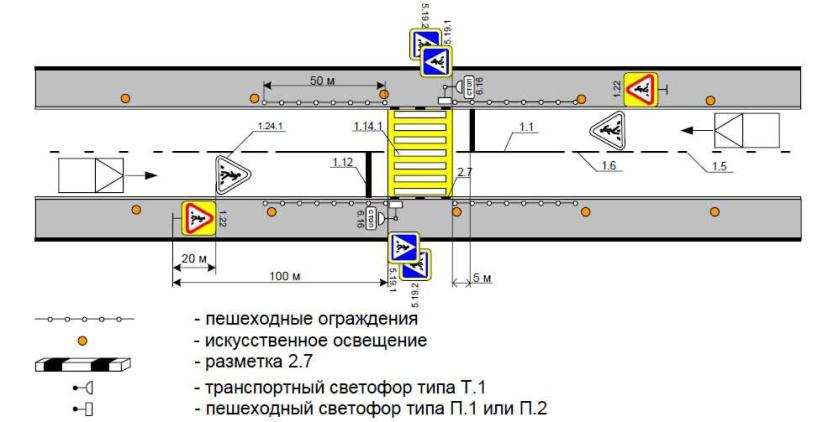 5.19.2
5.19.1
50 м
стоп
6.16
1.22
1.24.1
1.14.1
1.1
1.12
1.6
1.5
2.7
1.22
6.16
стоп
20 м
100 м
5.19.1
5.19.2
5 м
- пешеходные ограждения
- искусственное освещение
- разметка 2.7
- транспортный светофор типа Т.1
- пешеходный светофор типа П.1 или П.2